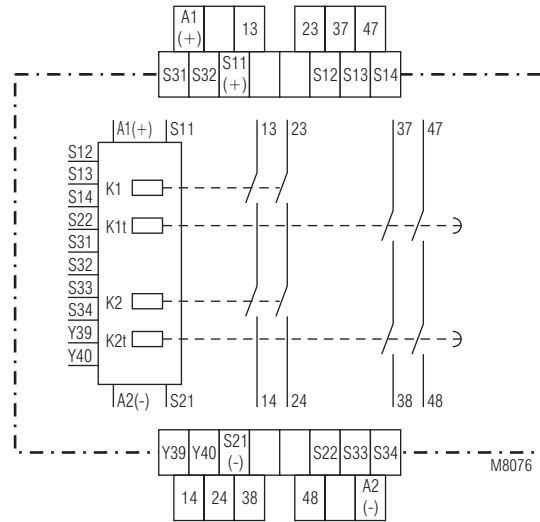 A1 (+) 13 23 37 47
S31 S32 S11 (+) S12 S13 S14
A1(+) S11 13 23 37 47
S12
S13
K1
S14
S22
K1t
S31
S32
S33
K2
S34
Y39
K2t
Y40
A2(-) S21 14 24 38 48
Y39 Y40 S21 (-) S22 S33 S34
M8076
14 24 38 48 A2 (-)